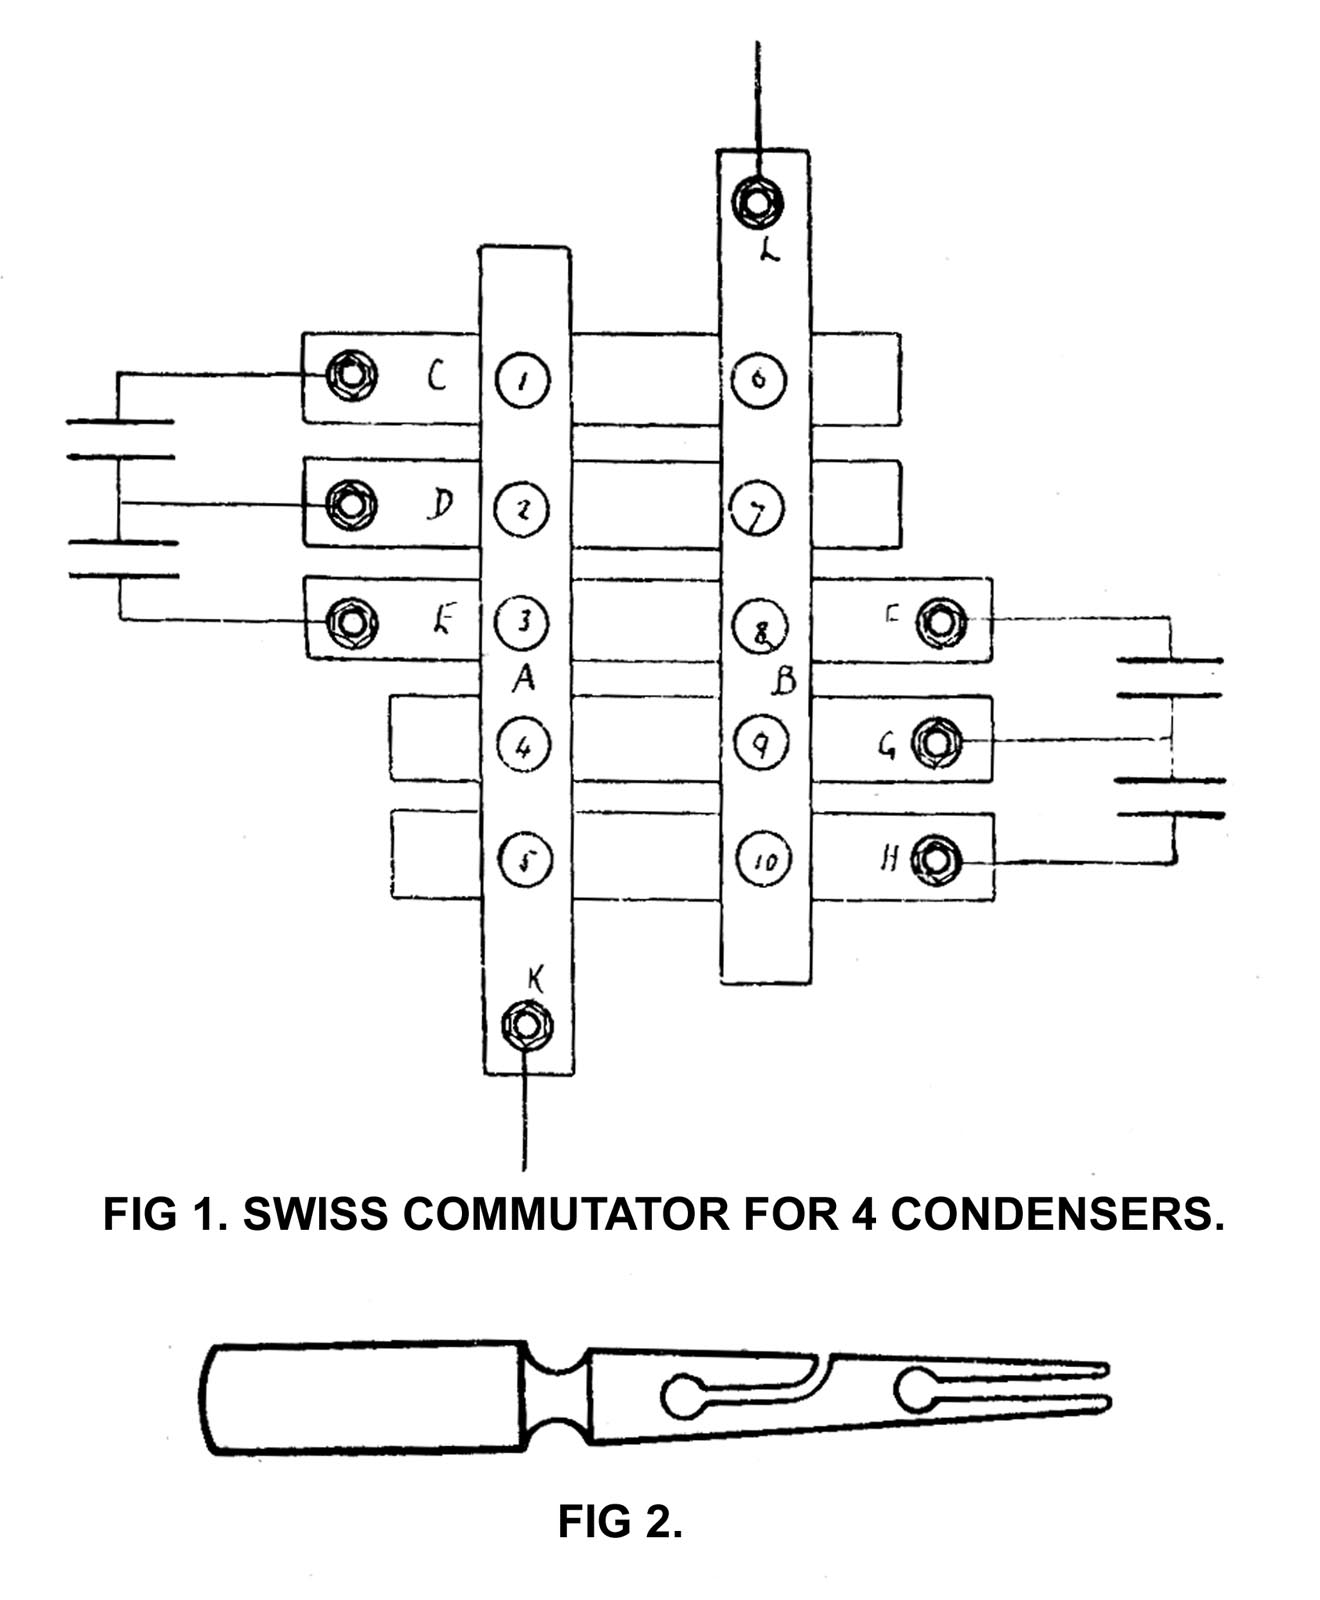 L
C 1 6
D 2 7
E 3 8 F
A B
4 9 G
5 10 H
K
FIG 1. SWISS COMMUTATOR FOR 4 CONDENSERS.
FIG 2.